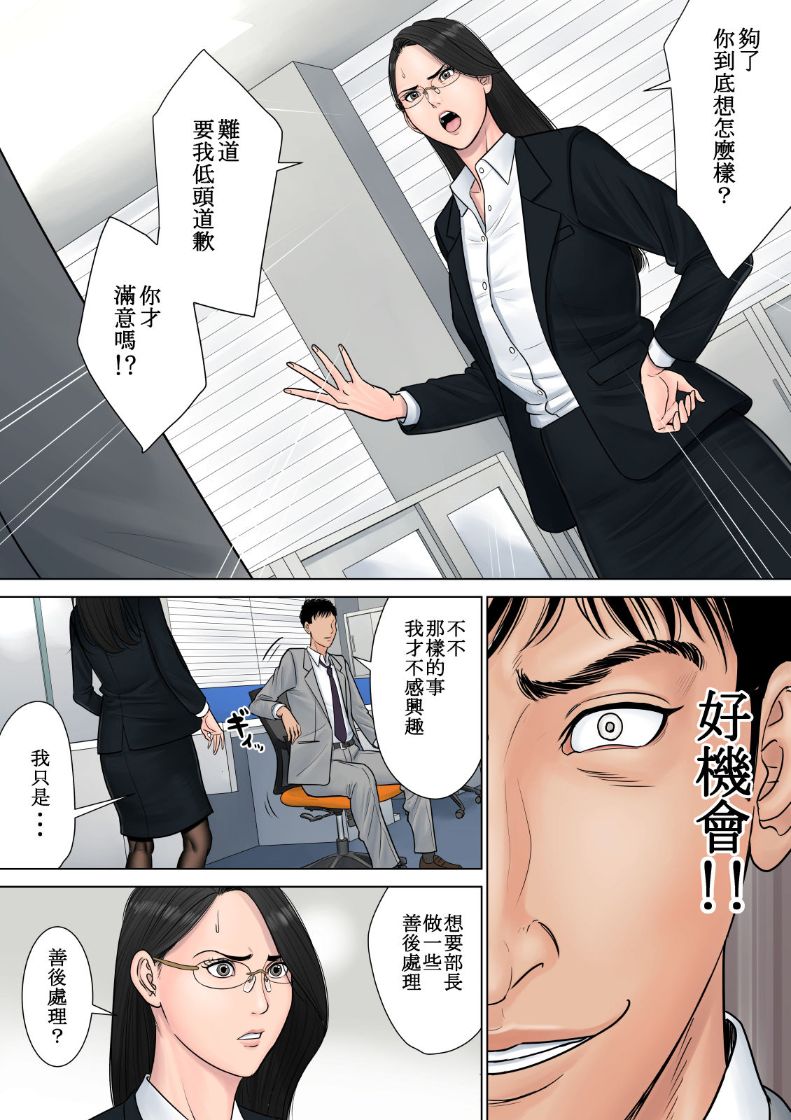 夠了
你到底想怎麼樣？
難道
要我低頭道歉
你才
滿意嗎!?
好機會!!
不不
那樣的事
我才不感興趣
ギィッ
我只是・・・
想要部長
做一些
善後處理
善後處理？